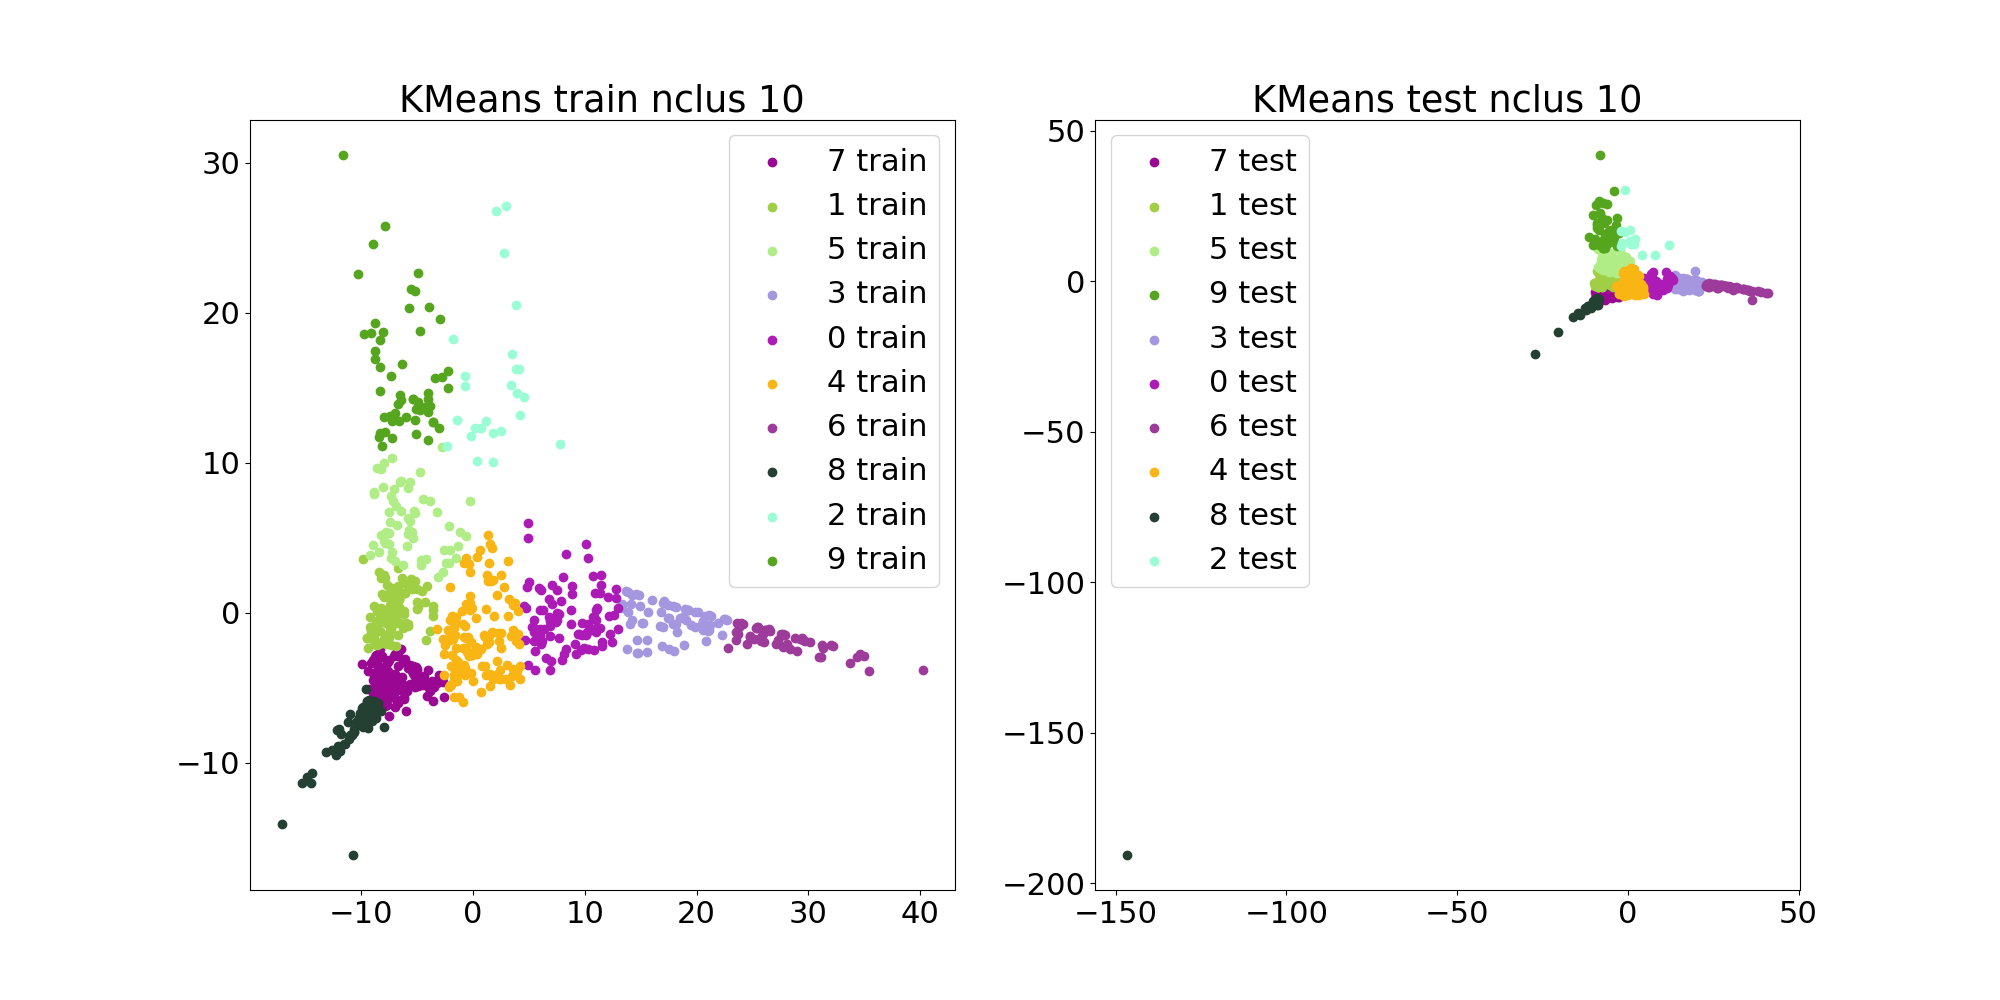 KMeans train nclus 10
30
20
10
0
−10
−10
0
10
20
30
40
7 train
1 train
5 train
3 train
0 train
4 train
6 train
8 train
2 train
9 train
KMeans test nclus 10
50
0
−50
−100
−150
−200
−150
−100
−50
0
50
7 test
1 test
5 test
9 test
3 test
0 test
6 test
4 test
8 test
2 test